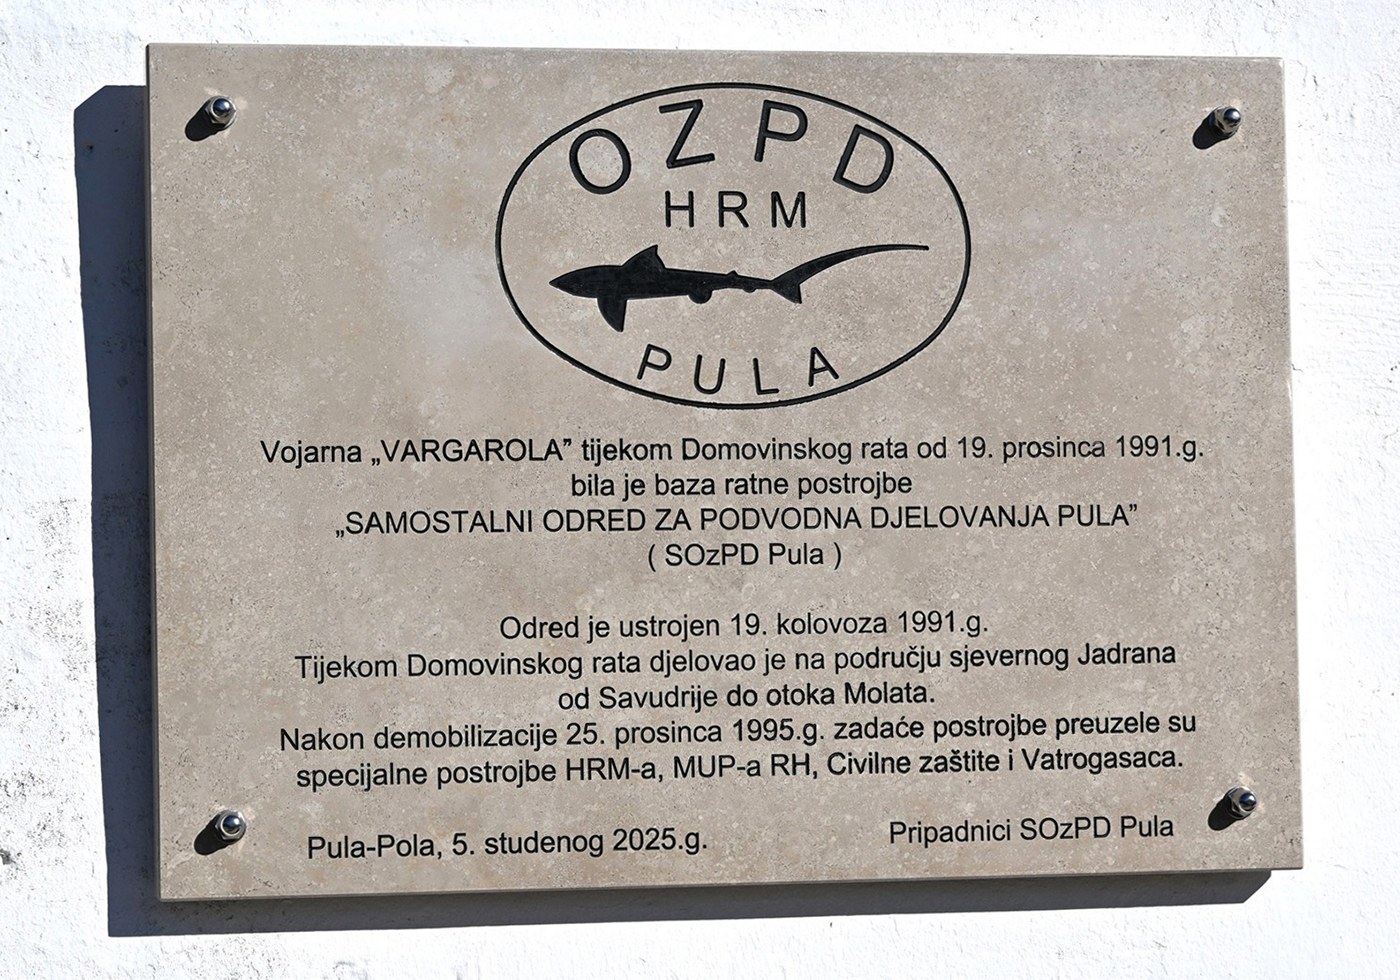 OZPD
HRM
PULA
Vojarna „VARGAROLA” tijekom Domovinskog rata od 19. prosinca 1991.g.
bila je baza ratne postrojbe
„SAMOSTALNI ODRED ZA PODVODNA DJELOVANJA PULA”
( SOzPD Pula )
Odred je ustrojen 19. kolovoza 1991.g.
Tijekom Domovinskog rata djelovao je na području sjevernog Jadrana
od Savudrije do otoka Molata.
Nakon demobilizacije 25. prosinca 1995.g. zadaće postrojbe preuzele su
specijalne postrojbe HRM-a, MUP-a RH, Civilne zaštite i Vatrogasaca.
Pula-Pola, 5. studenog 2025.g. Pripadnici SOzPD Pula